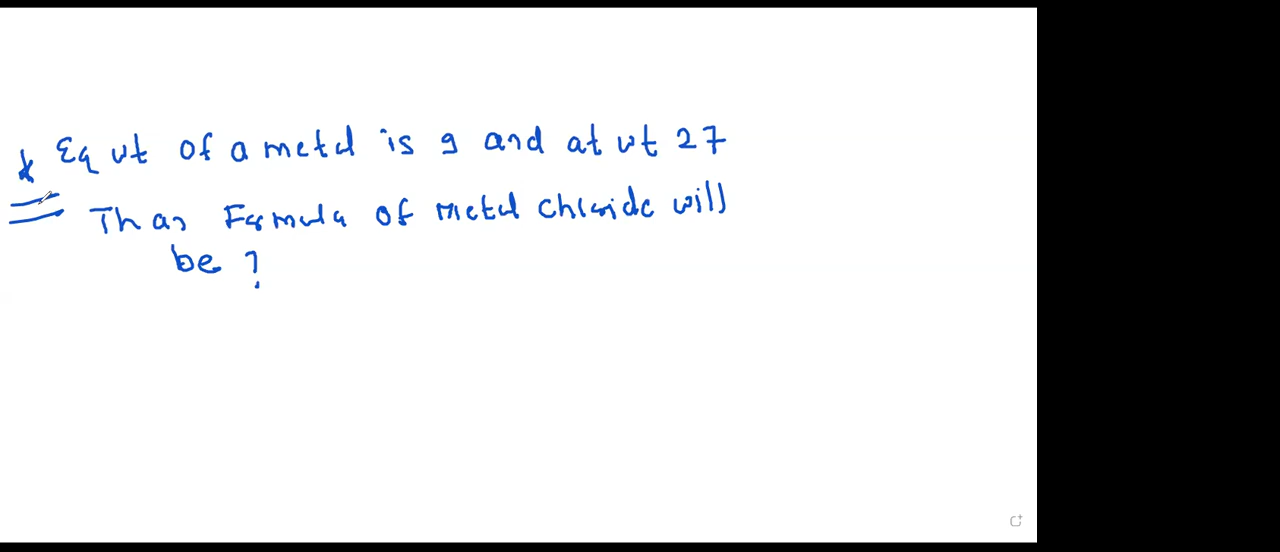 * Eq wt of a metal is 9 and at wt 27
Than Formula of metal chloride will
be ?